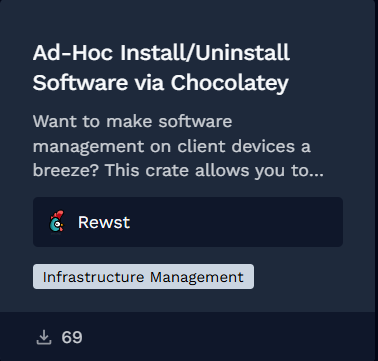 Ad-Hoc Install/Uninstall
Software via Chocolatey
Want to make software
management on client devices a
breeze? This crate allows you to...
Rewst
Infrastructure Management
69